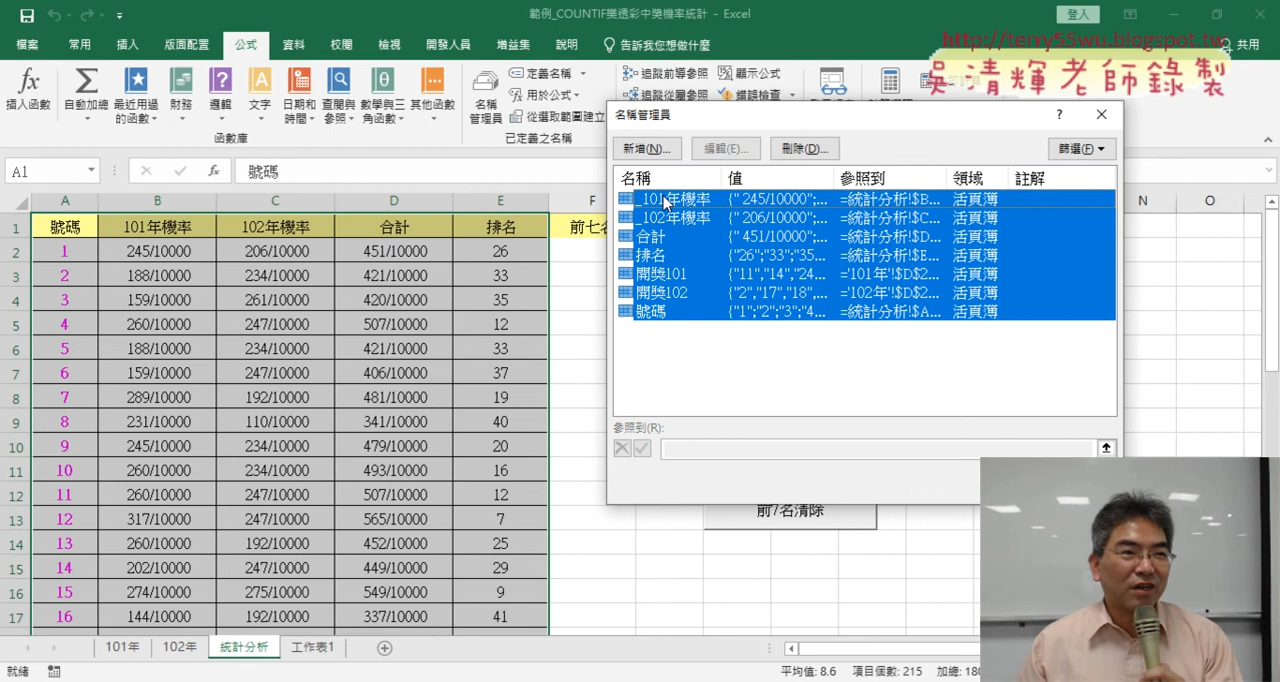 範例_COUNTIF樂透彩中獎機率統計 - Excel
登入
檔案 常用 插入 版面配置 公式 資料 校閱 檢視 開發人員 增益集 說明 告訴我您想做什麼 共用
http://terry55wu.blogspot.tw
吳清輝老師錄製
插入函數 自動加總 最近用過的函數 財務 邏輯 文字 日期和時間 查閱與參照 數學與三角函數 其他函數
函數庫
名稱管理員 定義名稱 用於公式 從選取範圍建立
已定義之名稱
追蹤前導參照 顯示公式
追蹤從屬參照 錯誤檢查
A1 fx 號碼
A B C D E F N O
1 號碼 101年機率 102年機率 合計 排名 前七名
2 1 245/10000 206/10000 451/10000 26
3 2 188/10000 234/10000 421/10000 33
4 3 159/10000 261/10000 420/10000 35
5 4 260/10000 247/10000 507/10000 12
6 5 188/10000 234/10000 421/10000 33
7 6 159/10000 247/10000 406/10000 37
8 7 289/10000 192/10000 481/10000 19
9 8 231/10000 110/10000 341/10000 40
10 9 245/10000 234/10000 479/10000 20
11 10 260/10000 234/10000 493/10000 16
12 11 260/10000 247/10000 507/10000 12
13 12 317/10000 247/10000 565/10000 7
14 13 260/10000 192/10000 452/10000 25
15 14 202/10000 247/10000 449/10000 29
16 15 274/10000 275/10000 549/10000 9
17 16 144/10000 192/10000 337/10000 41
名稱管理員 ?
新增(N)... 編輯(E)... 刪除(D)... 篩選(F)
名稱 值 參照到 領域 註解
_101年機率 {" 245/10000";... =統計分析!$B... 活頁簿
_102年機率 {" 206/10000";... =統計分析!$C... 活頁簿
合計 {" 451/10000";... =統計分析!$D... 活頁簿
排名 {"26";"33";"35... =統計分析!$E... 活頁簿
開獎101 {"11","14","24... ='101年'!$D$2... 活頁簿
開獎102 {"2","17","18",... ='102年'!$D$2... 活頁簿
號碼 {"1";"2";"3";"4... =統計分析!$A... 活頁簿
參照到(R):
前7名清除
101年 102年 統計分析 工作表1
就緒 平均值: 8.6 項目個數: 215 加總: 180